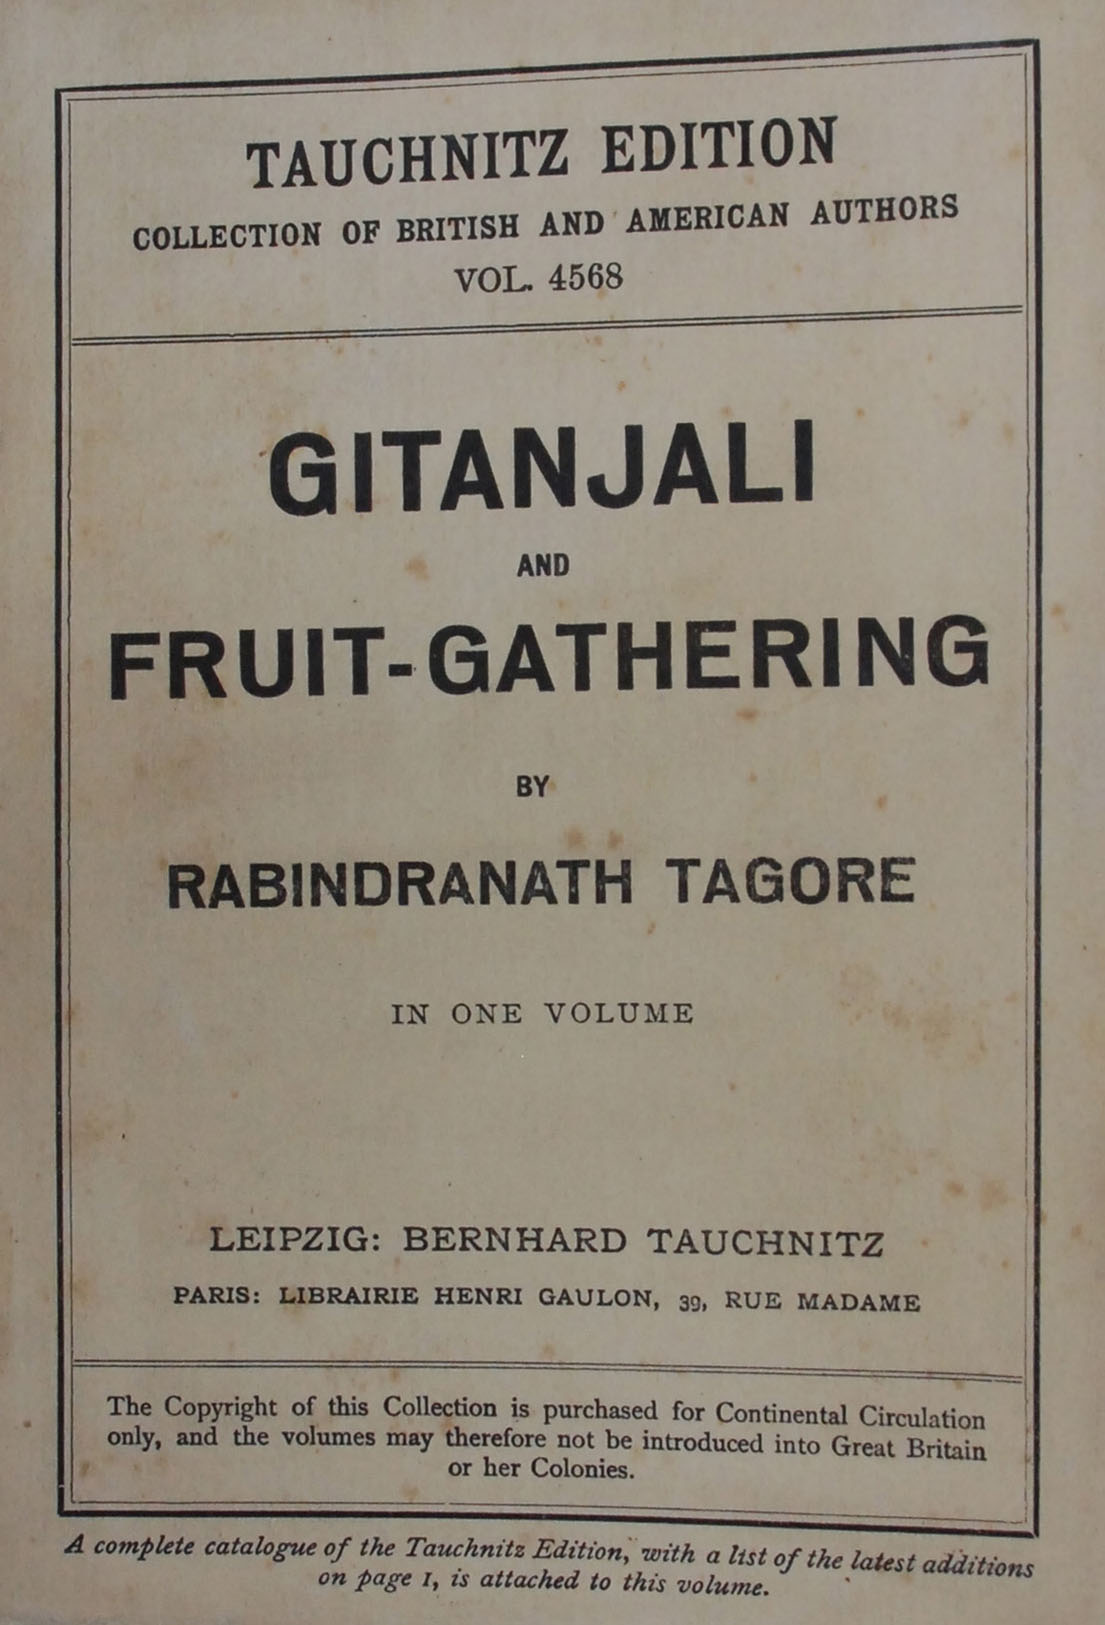 TAUCHNITZ EDITION
COLLECTION OF BRITISH AND AMERICAN AUTHORS
VOL. 4568
GITANJALI
AND
FRUIT-GATHERING
BY
RABINDRANATH TAGORE
IN ONE VOLUME
LEIPZIG: BERNHARD TAUCHNITZ
PARIS: LIBRAIRIE HENRI GAULON, 39, RUE MADAME
The Copyright of this Collection is purchased for Continental Circulation
only, and the volumes may therefore not be introduced into Great Britain
or her Colonies.
A complete catalogue of the Tauchnitz Edition, with a list of the latest additions
on page 1, is attached to this volume.